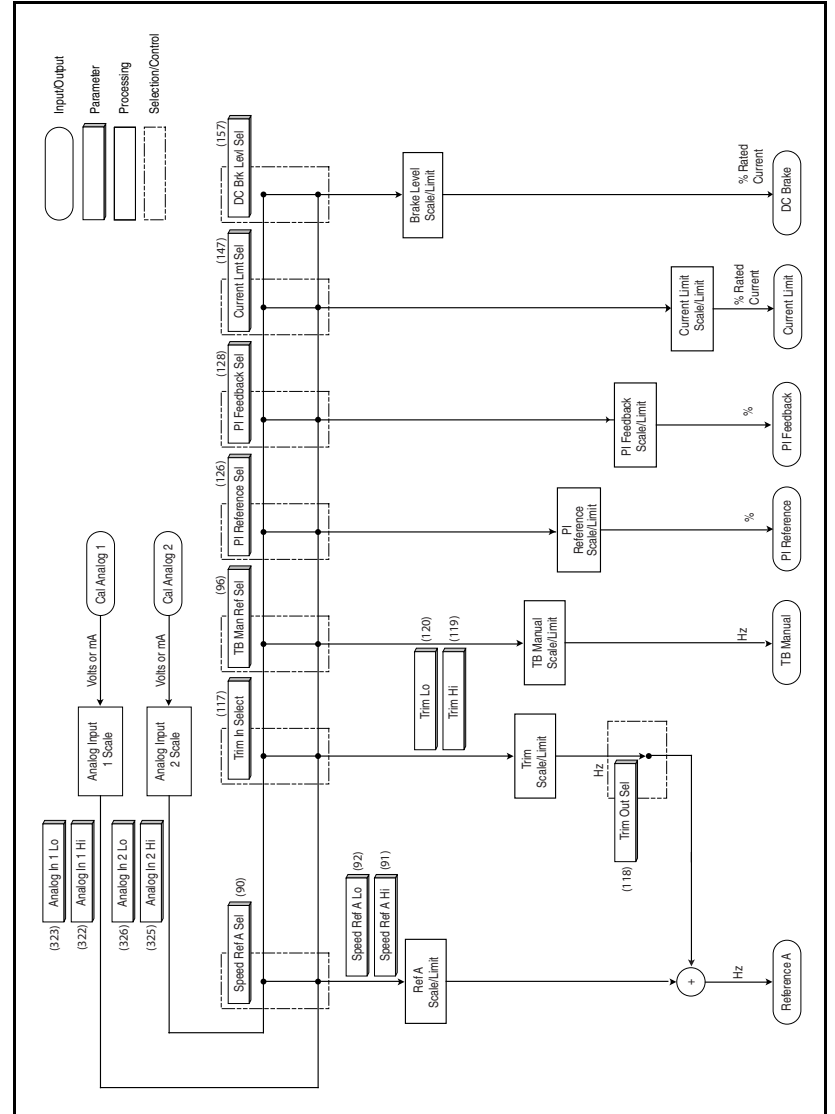 Input/Output
Parameter
Processing
Selection/Control
Cal Analog 1
Cal Analog 2
Volts or mA
Volts or mA
Analog Input
1 Scale
Analog Input
2 Scale
Analog In 1 Lo
(323)
Analog In 1 Hi
(322)
Analog In 2 Lo
(326)
Analog In 2 Hi
(325)
Speed Ref A Sel
(90)
Trim In Select
(117)
TB Man Ref Sel
(96)
PI Reference Sel
(126)
PI Feedback Sel
(128)
Current Lmt Sel
(147)
DC Brk Levl Sel
(157)
Speed Ref A Lo
(92)
Speed Ref A Hi
(91)
Ref A
Scale/Limit
Trim Lo
(120)
Trim Hi
(119)
Trim
Scale/Limit
Hz
Trim Out Sel
(118)
TB Manual
Scale/Limit
PI
Reference
Scale/Limit
PI Feedback
Scale/Limit
Current Limit
Scale/Limit
Brake Level
Scale/Limit
+
Hz
Reference A
Hz
TB Manual
%
PI Reference
%
PI Feedback
% Rated
Current
Current Limit
% Rated
Current
DC Brake